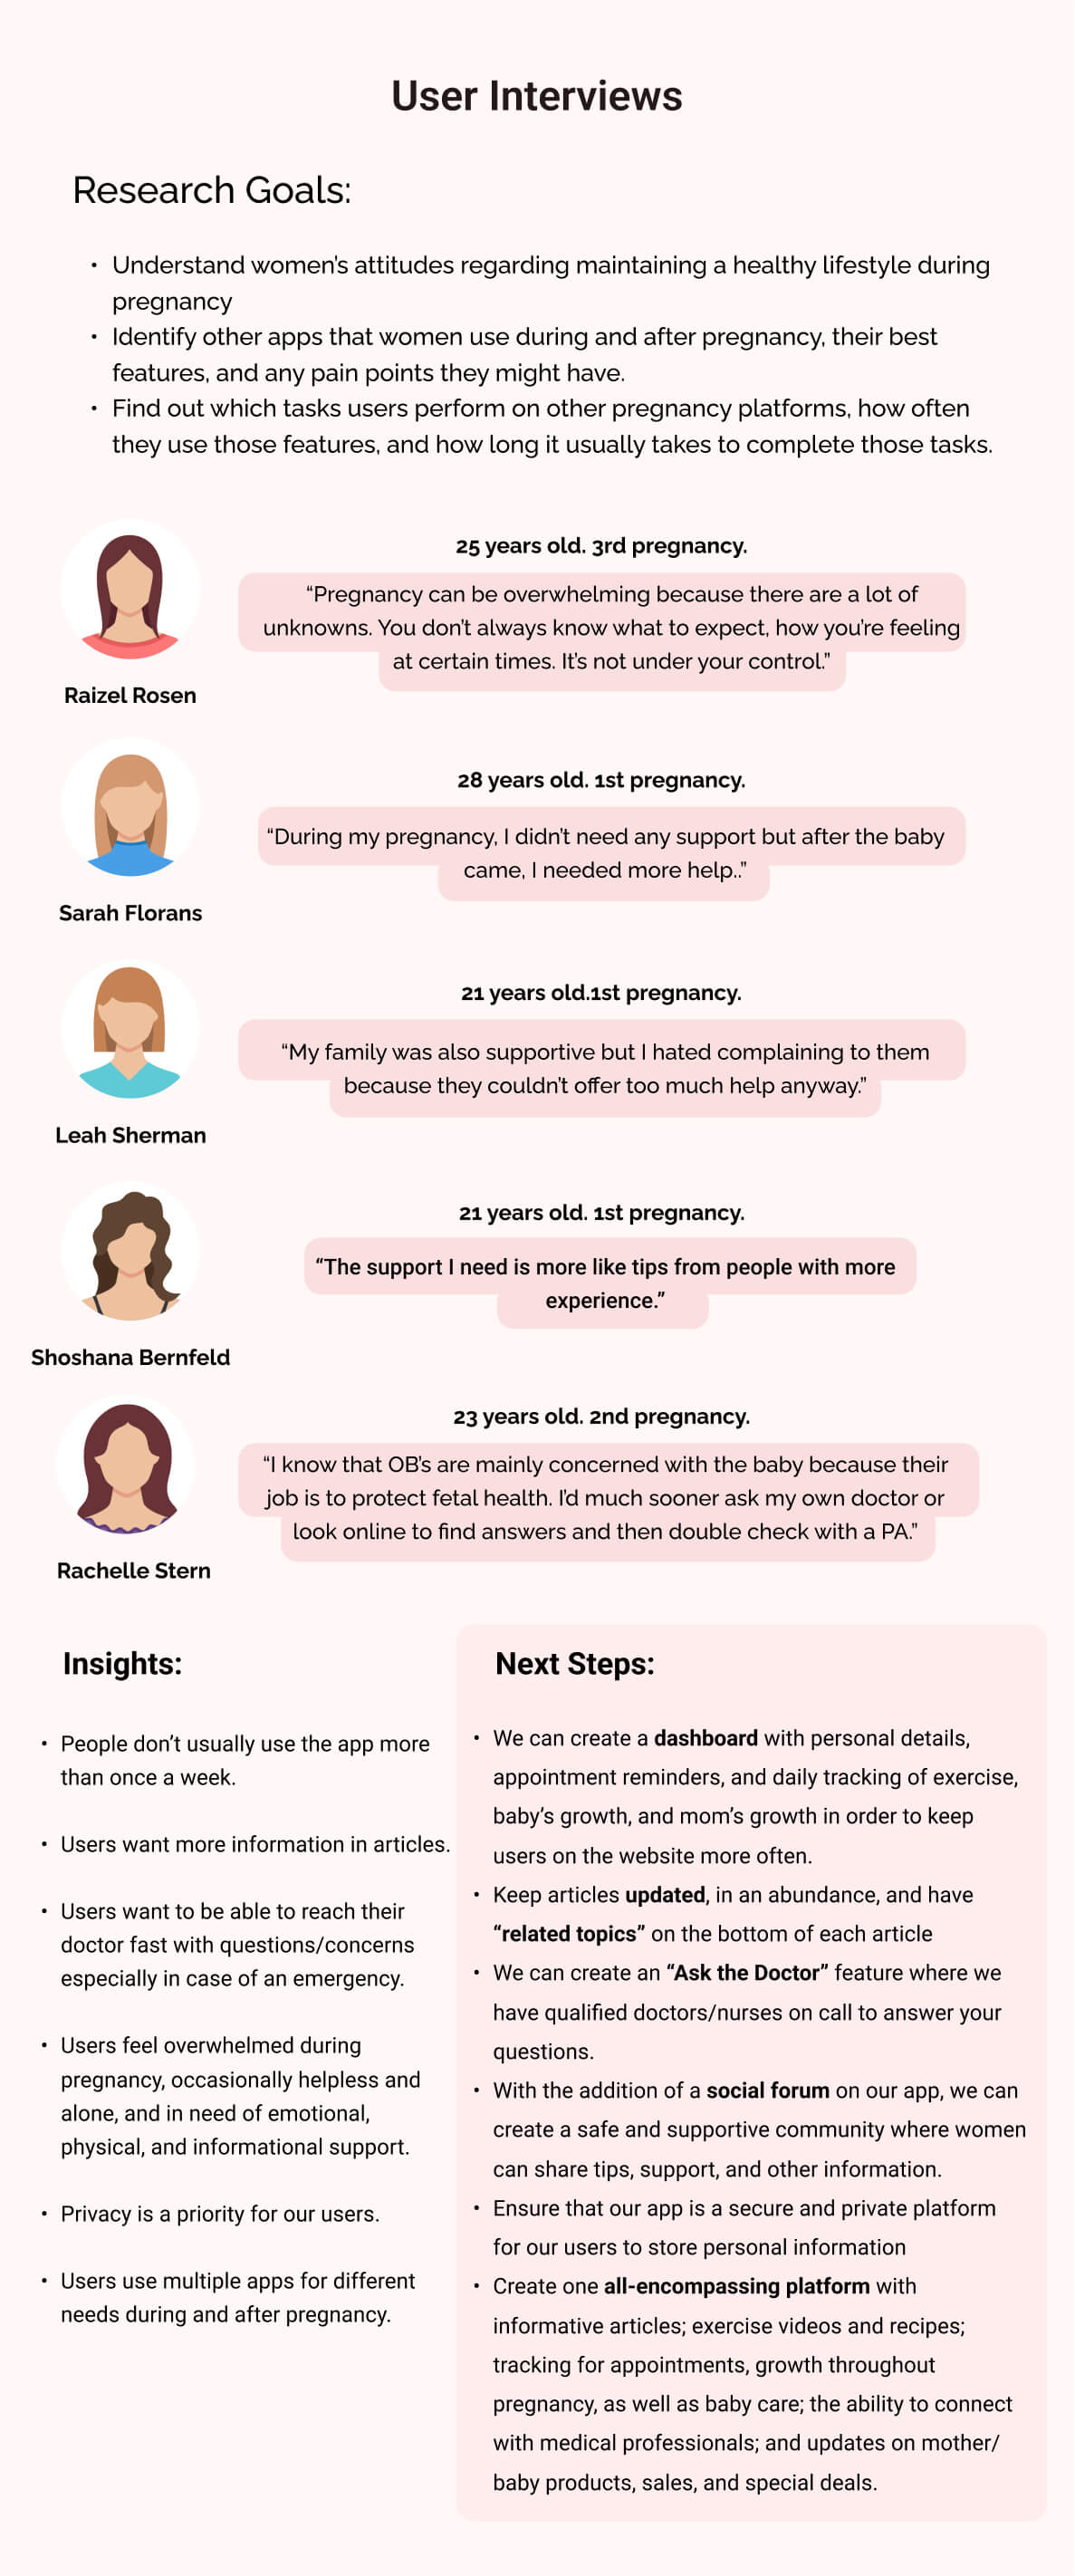 User Interviews
Research Goals:
• Understand women's attitudes regarding maintaining a healthy lifestyle during
pregnancy
• Identify other apps that women use during and after pregnancy, their best
features, and any pain points they might have.
• Find out which tasks users perform on other pregnancy platforms, how often
they use those features, and how long it usually takes to complete those tasks.
25 years old. 3rd pregnancy.
“Pregnancy can be overwhelming because there are a lot of
unknowns. You don't always know what to expect, how you're feeling
at certain times. It's not under your control.”
Raizel Rosen
28 years old. 1st pregnancy.
“During my pregnancy, I didn't need any support but after the baby
came, I needed more help..”
Sarah Florans
21 years old.1st pregnancy.
“My family was also supportive but I hated complaining to them
because they couldn't offer too much help anyway.”
Leah Sherman
21 years old. 1st pregnancy.
“The support I need is more like tips from people with more
experience.”
Shoshana Bernfeld
23 years old. 2nd pregnancy.
“I know that OB's are mainly concerned with the baby because their
job is to protect fetal health. I'd much sooner ask my own doctor or
look online to find answers and then double check with a PA.”
Rachelle Stern
Insights:
• People don’t usually use the app more
than once a week.
• Users want more information in articles.
• Users want to be able to reach their
doctor fast with questions/concerns
especially in case of an emergency.
• Users feel overwhelmed during
pregnancy, occasionally helpless and
alone, and in need of emotional,
physical, and informational support.
• Privacy is a priority for our users.
• Users use multiple apps for different
needs during and after pregnancy.
Next Steps:
• We can create a dashboard with personal details,
appointment reminders, and daily tracking of exercise,
baby’s growth, and mom’s growth in order to keep
users on the website more often.
• Keep articles updated, in an abundance, and have
“related topics” on the bottom of each article
• We can create an “Ask the Doctor” feature where we
have qualified doctors/nurses on call to answer your
questions.
• With the addition of a social forum on our app, we can
create a safe and supportive community where women
can share tips, support, and other information.
• Ensure that our app is a secure and private platform
for our users to store personal information
• Create one all-encompassing platform with
informative articles; exercise videos and recipes;
tracking for appointments, growth throughout
pregnancy, as well as baby care; the ability to connect
with medical professionals; and updates on mother/
baby products, sales, and special deals.